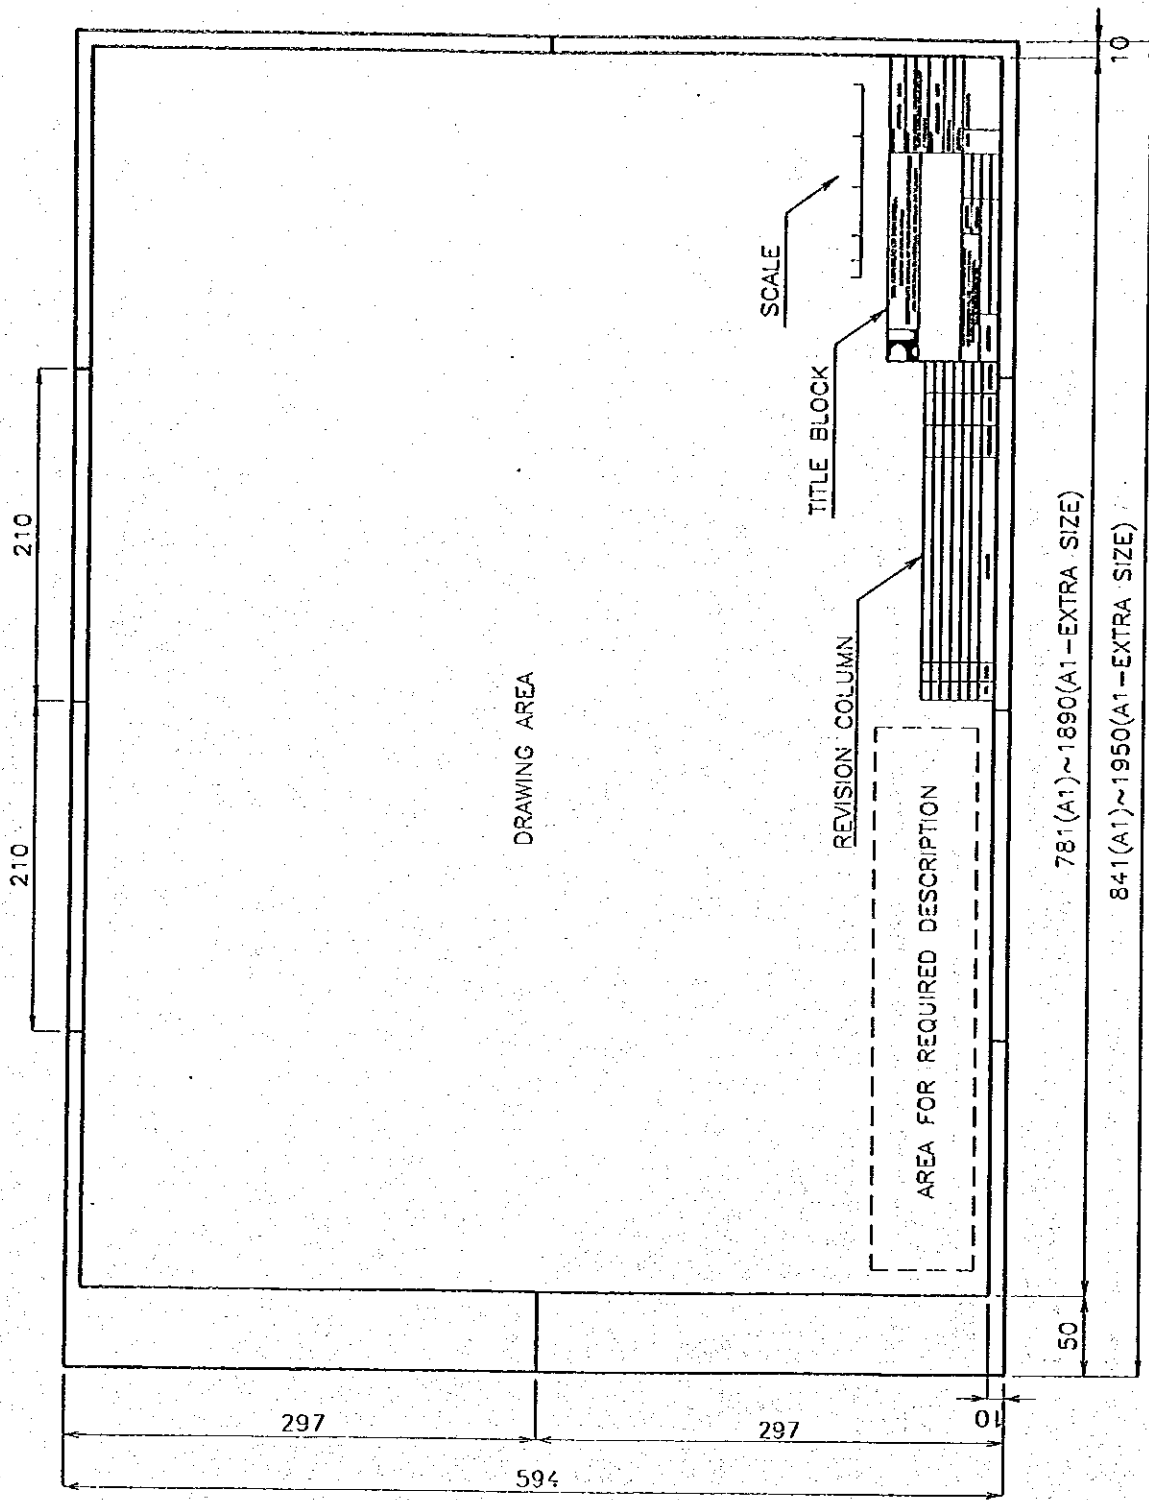 210
210
DRAWING AREA
SCALE
TITLE BLOCK
REVISION COLUMN
AREA FOR REQUIRED DESCRIPTION
50
781(A1)~1890(A1-EXTRA SIZE)
10
841(A1)~1950(A1-EXTRA SIZE)
10
297
297
594